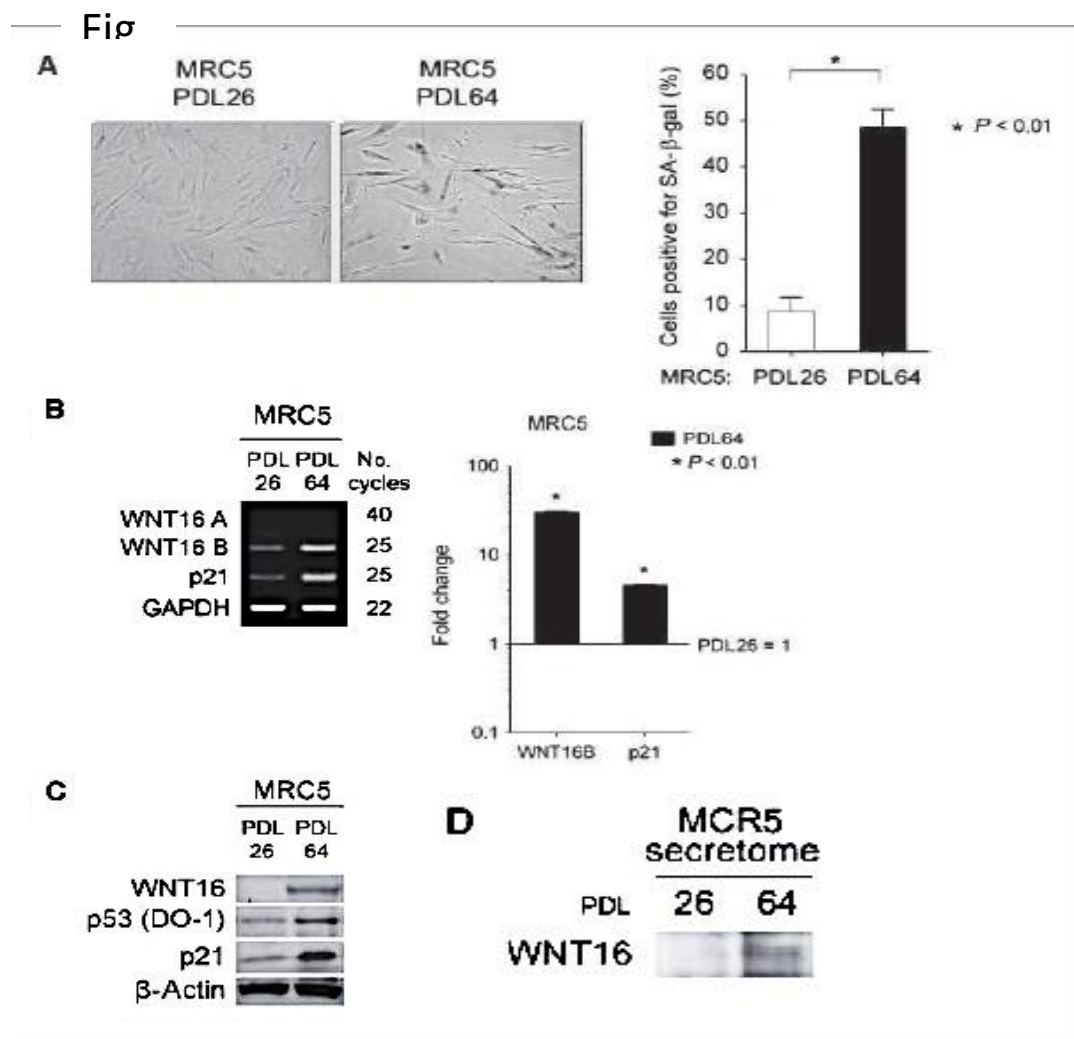 Fig
A
MRC5
PDL26
MRC5
PDL64
Cells positive for SA-β-gal (%)
60
50
40
30
20
10
0
*
* P < 0.01
MRC5: PDL26 PDL64
B
MRC5
PDL PDL No.
26 64 cycles
WNT16 A 40
WNT16 B 25
p21 25
GAPDH 22
MRC5
PDL64
* P < 0.01
Fold change
100
10
1
0.1
*
*
PDL26 = 1
WNT16B p21
C
MRC5
PDL PDL
26 64
WNT16
p53 (DO-1)
p21
β-Actin
D
MCR5
secretome
PDL 26 64
WNT16